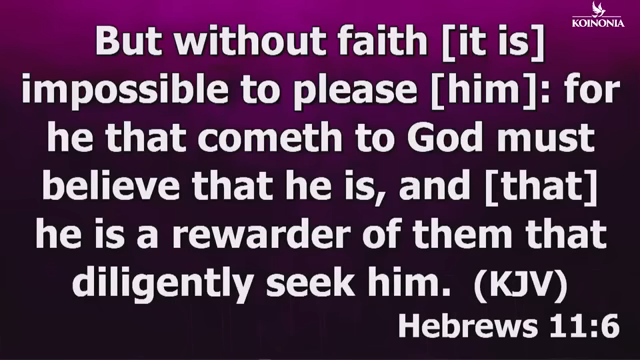 KOINONIA
But without faith [it is]
impossible to please [him]: for
he that cometh to God must
believe that he is, and [that]
he is a rewarder of them that
diligently seek him. (KJV)
Hebrews 11:6